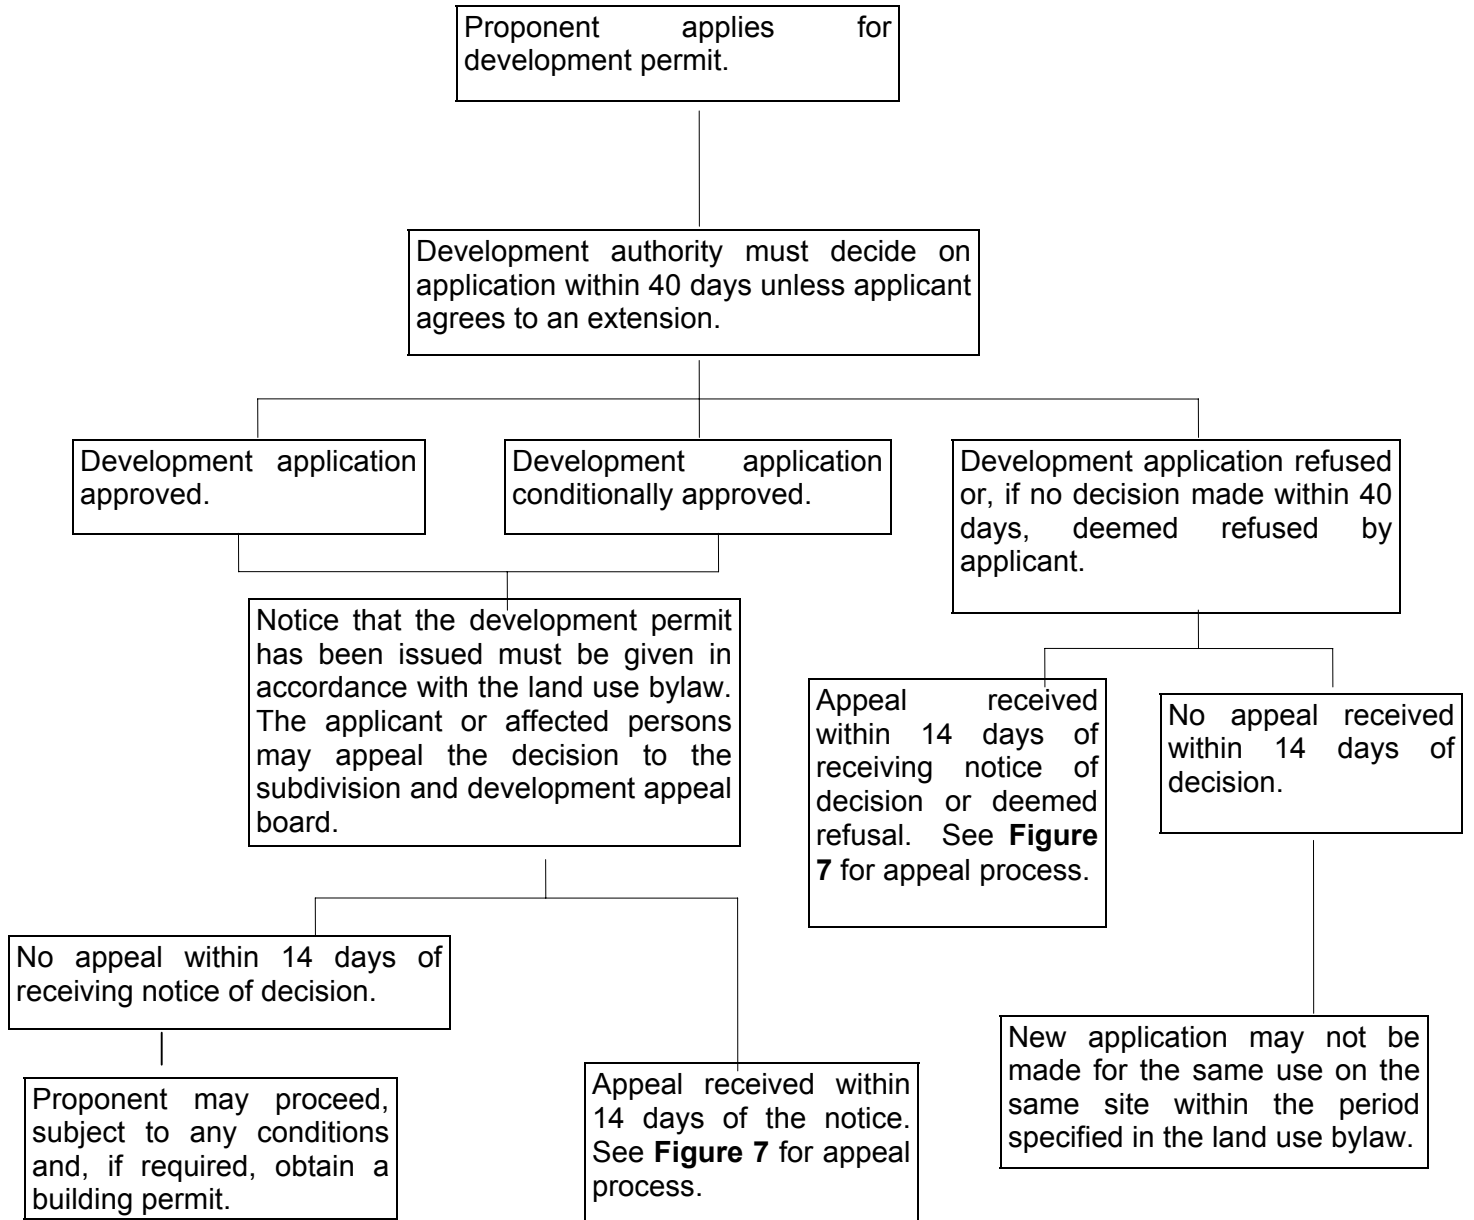 Proponent applies for
development permit.
Development authority must decide on
application within 40 days unless applicant
agrees to an extension.
Development application
approved.
Development application
conditionally approved.
Development application refused
or, if no decision made within 40
days, deemed refused by
applicant.
Notice that the development permit
has been issued must be given in
accordance with the land use bylaw.
The applicant or affected persons
may appeal the decision to the
subdivision and development appeal
board.
Appeal received
within 14 days of
receiving notice of
decision or deemed
refusal. See Figure
7 for appeal process.
No appeal received
within 14 days of
decision.
No appeal within 14 days of
receiving notice of decision.
Proponent may proceed,
subject to any conditions
and, if required, obtain a
building permit.
Appeal received within
14 days of the notice.
See Figure 7 for appeal
process.
New application may not be
made for the same use on the
same site within the period
specified in the land use bylaw.